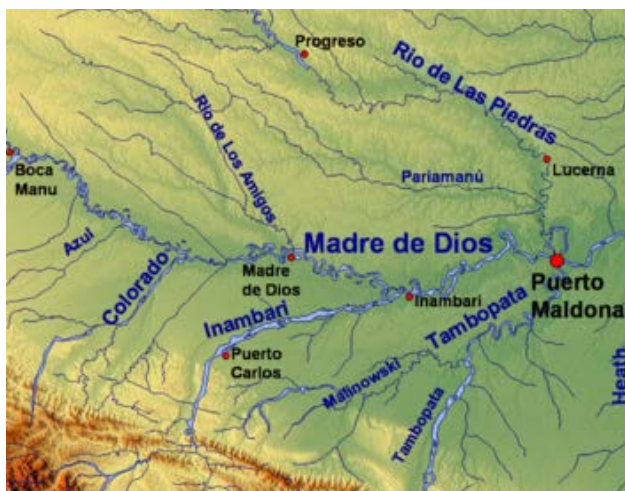 Progreso
Rio de Las Piedras
Rio de Los Amigos
Boca
Manu
Lucerna
Pariamanú
Azul
Madre de Dios
Colorado
Madre
de Dios
Inambari
Inambari
Puerto
Maldona
Tambopata
Puerto
Carlos
Malinowski
Tambopata
Heath